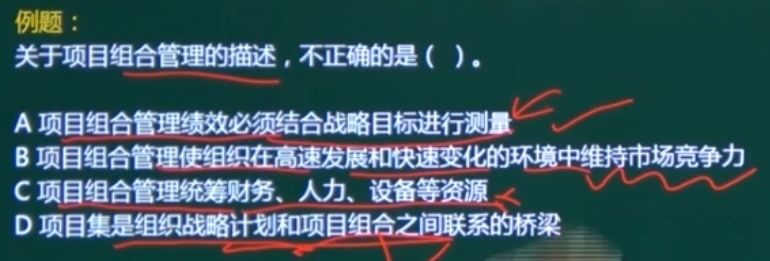 例题：
关于项目组合管理的描述，不正确的是（ ）。
A 项目组合管理绩效必须结合战略目标进行测量
B 项目组合管理使组织在高速发展和快速变化的环境中维持市场竞争力
C 项目组合管理统筹财务、人力、设备等资源
D 项目集是组织战略计划和项目组合之间联系的桥梁